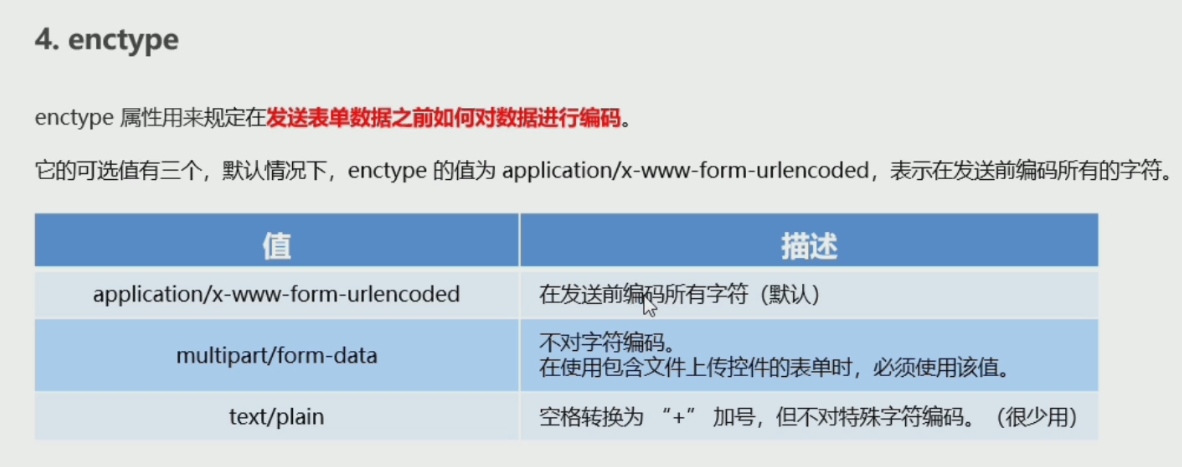 4. enctype
enctype 属性用来规定在发送表单数据之前如何对数据进行编码。
它的可选值有三个，默认情况下，enctype 的值为 application/x-www-form-urlencoded，表示在发送前编码所有的字符。
值 描述
application/x-www-form-urlencoded 在发送前编码所有字符（默认）
multipart/form-data 不对字符编码。
在使用包含文件上传控件的表单时，必须使用该值。
text/plain 空格转换为 “+” 加号，但不对特殊字符编码。（很少用）